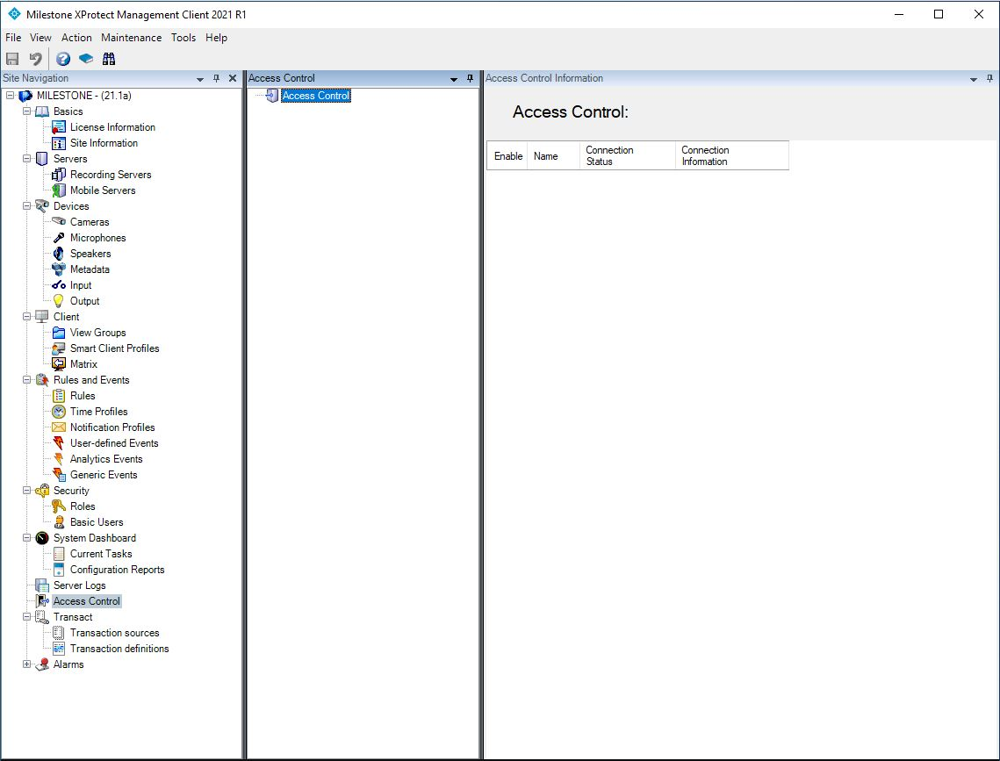 Milestone XProtect Management Client 2021 R1
File View Action Maintenance Tools Help
Site Navigation
MILESTONE - (21.1a)
Basics
License Information
Site Information
Servers
Recording Servers
Mobile Servers
Devices
Cameras
Microphones
Speakers
Metadata
Input
Output
Client
View Groups
Smart Client Profiles
Matrix
Rules and Events
Rules
Time Profiles
Notification Profiles
User-defined Events
Analytics Events
Generic Events
Security
Roles
Basic Users
System Dashboard
Current Tasks
Configuration Reports
Server Logs
Access Control
Transact
Transaction sources
Transaction definitions
Alarms
Access Control
Access Control
Access Control Information
Access Control:
Enable Name Connection Status Connection Information